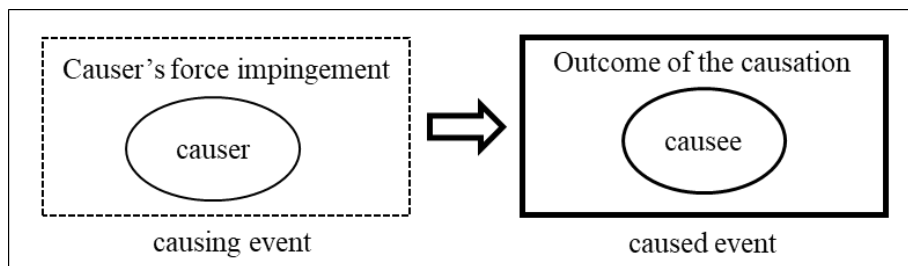 Causer's force impingement
causer
causing event
Outcome of the causation
causee
caused event